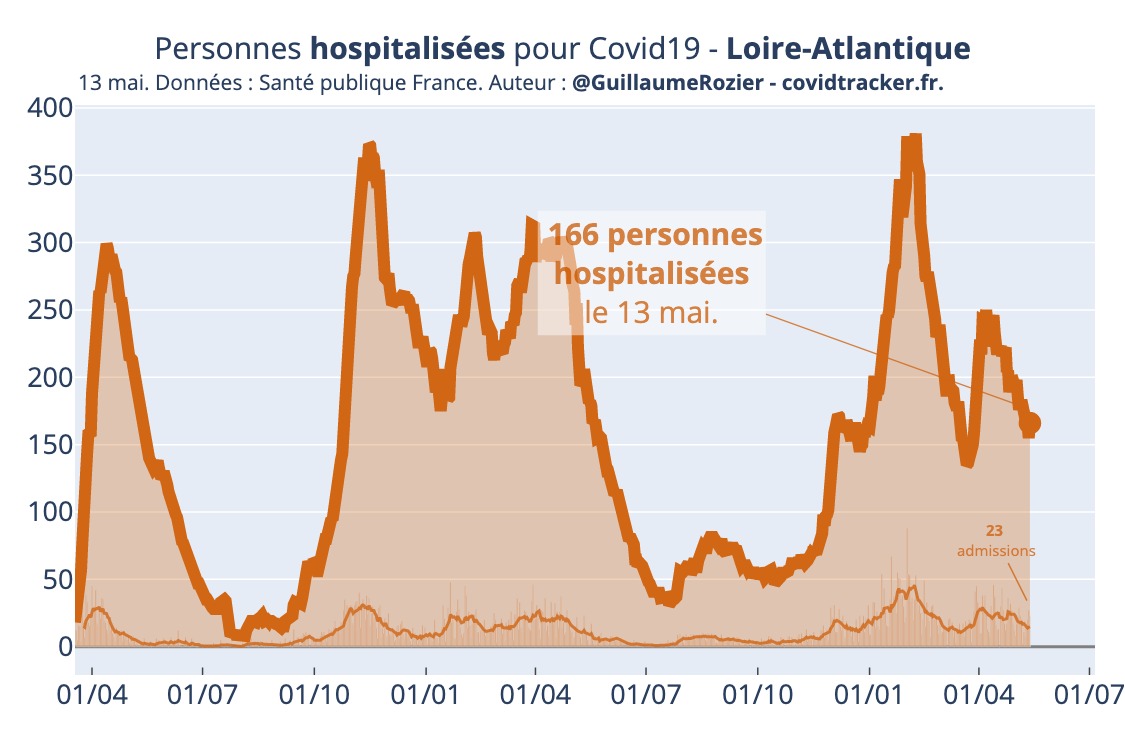 Personnes hospitalisées pour Covid19 - Loire-Atlantique
13 mai. Données : Santé publique France. Auteur : @GuillaumeRozier - covidtracker.fr.
400
350
300
250
200
150
100
50
0
166 personnes
hospitalisées
le 13 mai.
23
admissions
01/04 01/07 01/10 01/01 01/04 01/07 01/10 01/01 01/04 01/07